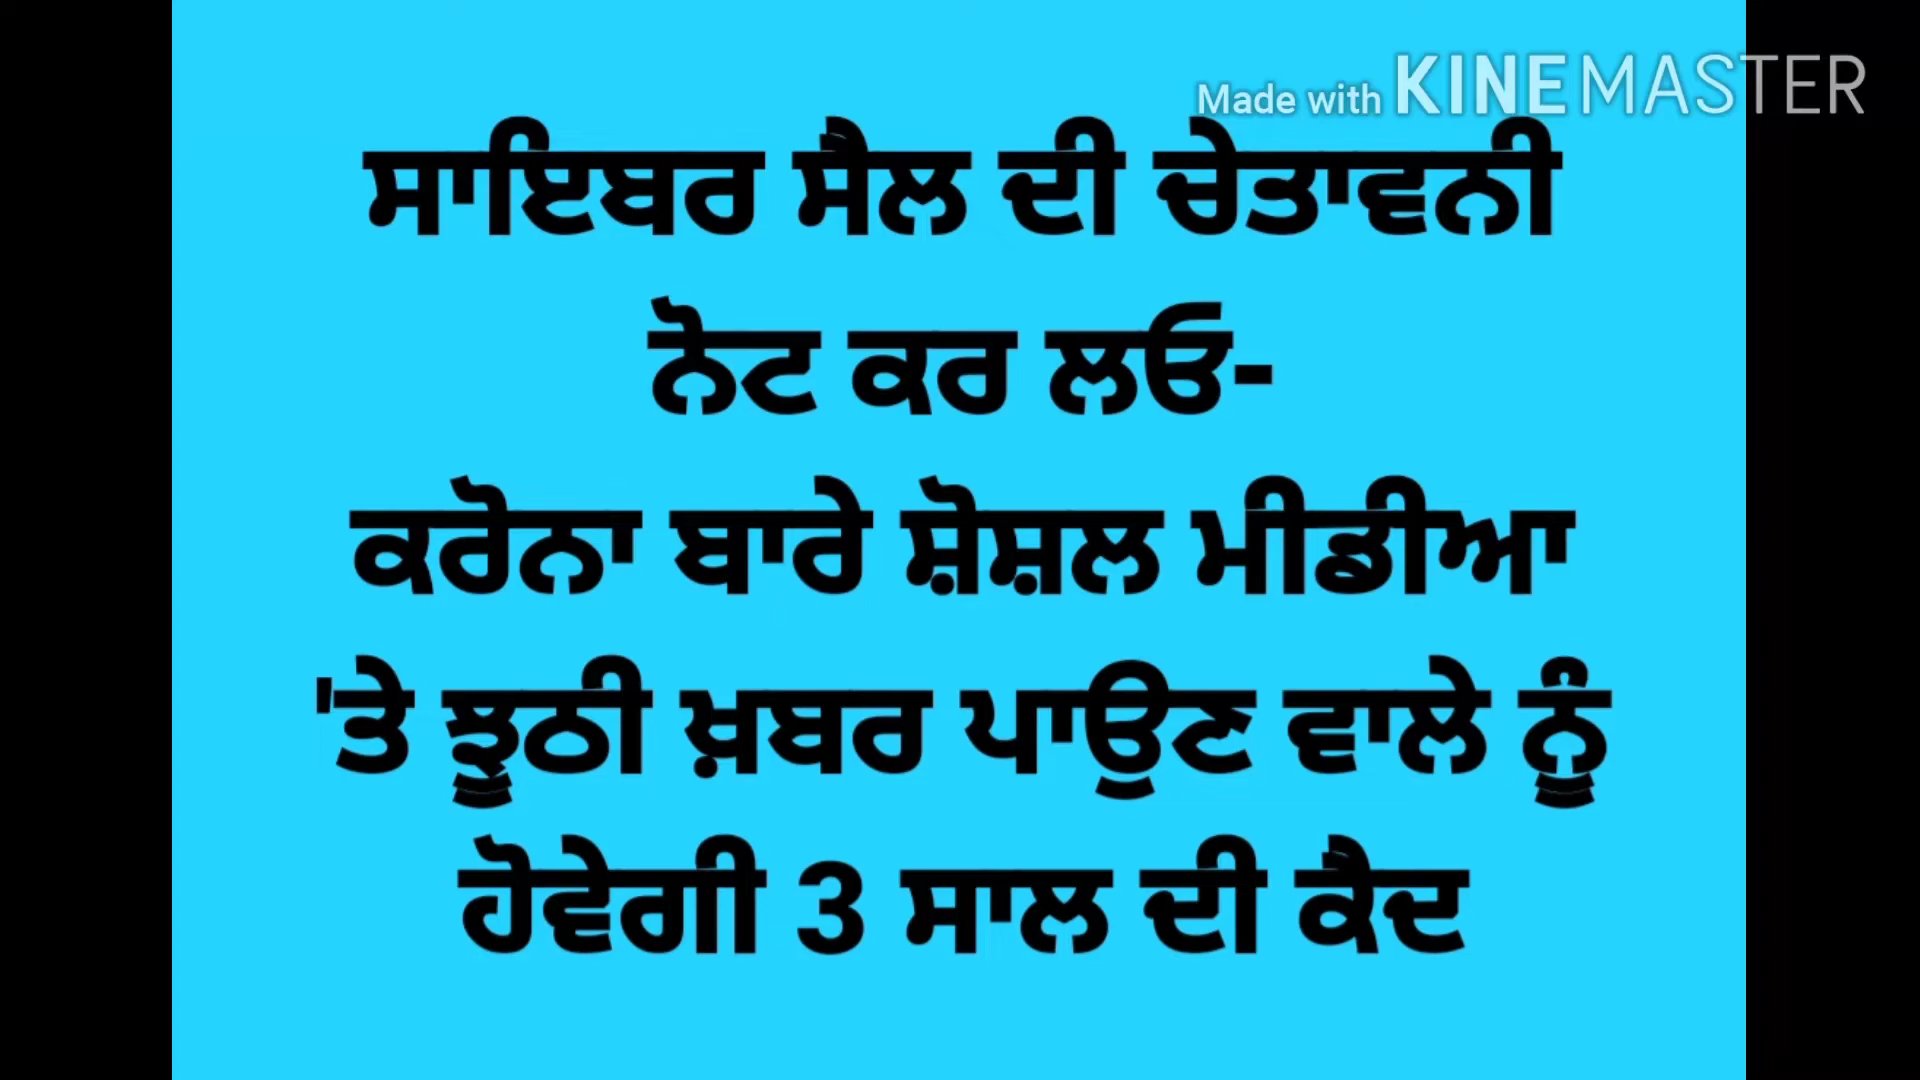 Made with KINEMASTER
ਸਾਇਬਰ ਸੈਲ ਦੀ ਚੇਤਾਵਨੀ
ਨੋਟ ਕਰ ਲਓ-
ਕਰੋਨਾ ਬਾਰੇ ਸ਼ੋਸ਼ਲ ਮੀਡੀਆ
'ਤੇ ਝੂਠੀ ਖ਼ਬਰ ਪਾਉਣ ਵਾਲੇ ਨੂੰ
ਹੋਵੇਗੀ 3 ਸਾਲ ਦੀ ਕੈਦ